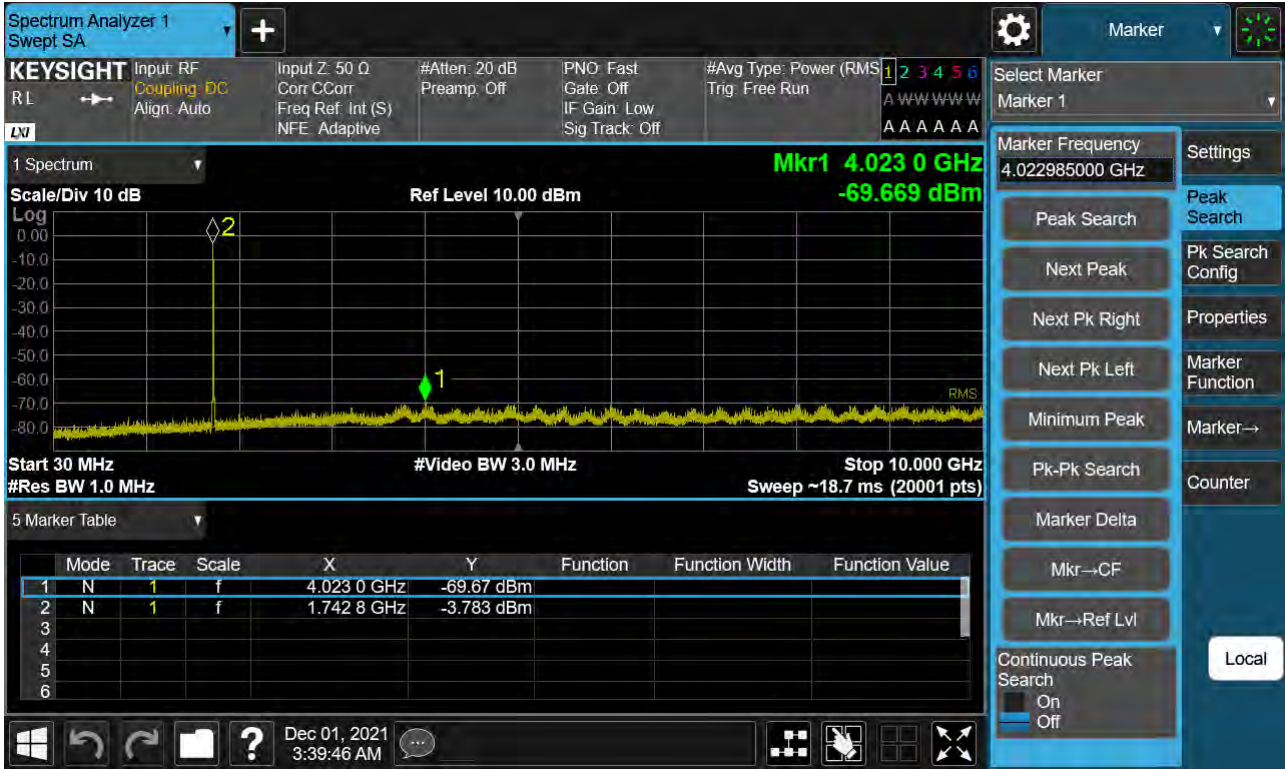 Spectrum Analyzer 1
Swept SA
+
Marker
KEYSIGHT
RL
LXI
Input: RF
Coupling: DC
Align: Auto
Input Z: 50 Ω
Corr CCorr
Freq Ref: Int (S)
NFE: Adaptive
#Atten: 20 dB
Preamp: Off
PNO: Fast
Gate: Off
IF Gain: Low
Sig Track: Off
#Avg Type: Power (RMS
Trig: Free Run
1 2 3 4 5 6
A W W W W W
A A A A A A
Select Marker
Marker 1
1 Spectrum
Mkr1 4.023 0 GHz
-69.669 dBm
Scale/Div 10 dB
Ref Level 10.00 dBm
Log
0.00
-10.0
-20.0
-30.0
-40.0
-50.0
-60.0
-70.0
-80.0
2
1
RMS
Start 30 MHz
#Video BW 3.0 MHz
Stop 10.000 GHz
#Res BW 1.0 MHz
Sweep ~18.7 ms (20001 pts)
5 Marker Table
Mode Trace Scale X Y Function Function Width Function Value
1 N 1 f 4.023 0 GHz -69.67 dBm
2 N 1 f 1.742 8 GHz -3.783 dBm
3
4
5
6
Marker Frequency
4.022985000 GHz
Peak Search
Next Peak
Next Pk Right
Next Pk Left
Minimum Peak
Pk-Pk Search
Marker Delta
Mkr→CF
Mkr→Ref Lvl
Continuous Peak
Search
On
Off
Settings
Peak
Search
Pk Search
Config
Properties
Marker
Function
Marker→
Counter
Local
?
Dec 01, 2021
3:39:46 AM